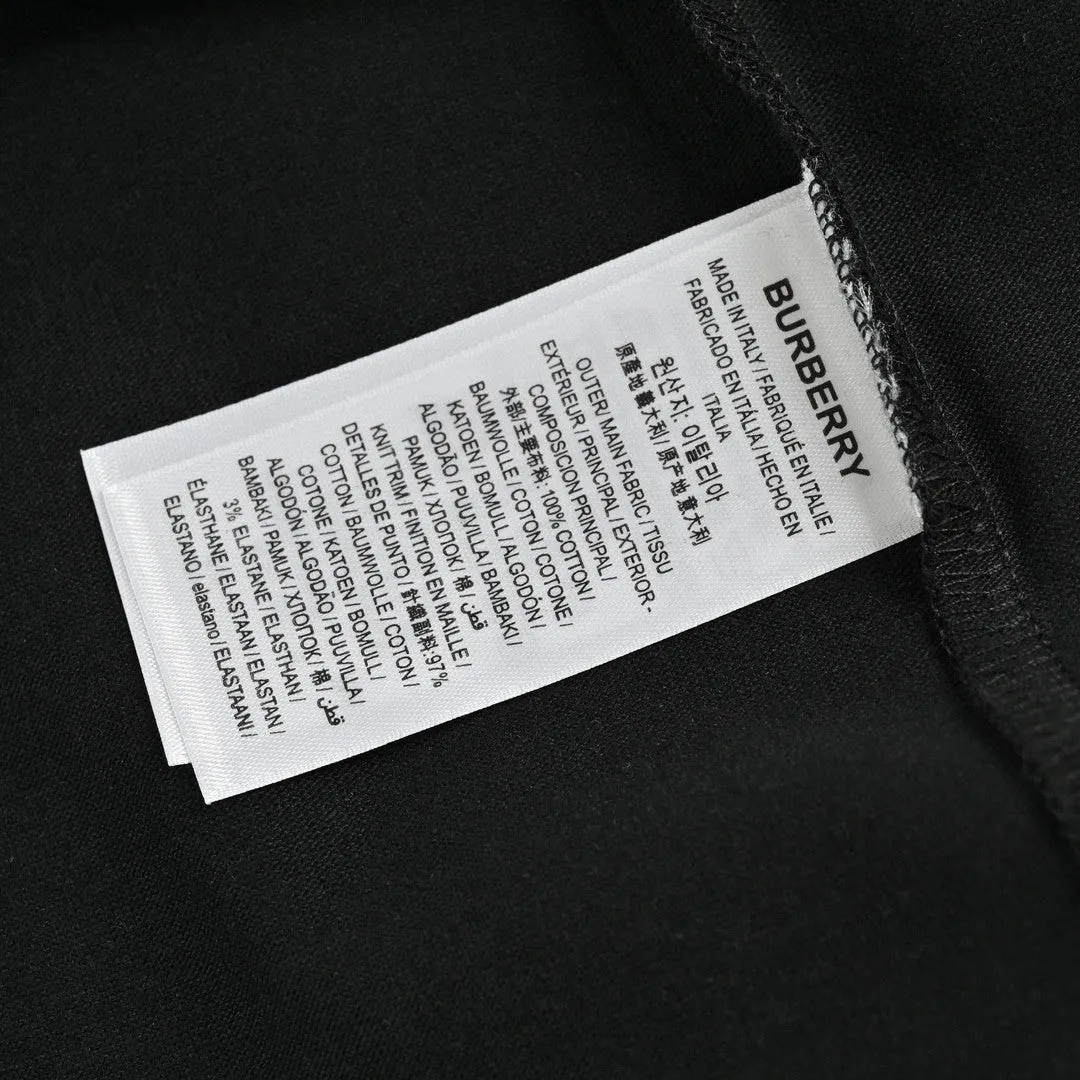 BURBERRY
MADE IN ITALY / FABRIQUÉ EN ITALIE /
FABRICADO EN ITÁLIA / HECHO EN
ITALIA
원산지: 이탈리아
原產地意大利 / 原产地意大利
OUTER/ MAIN FABRIC / TISSU
EXTÉRIEUR / PRINCIPAL / EXTERIOR -
COMPOSICION PRINCIPAL /
外部/主要布料: 100% COTTON /
BAUMWOLLE / COTON / COTONE /
KATOEN / BOMULL / ALGODÓN /
ALGODÃO / PUUVILLA / BAMBAKI /
PAMUK / ХЛОПОК / 棉 / قطن
KNIT TRIM / FINITION EN MAILLE /
DETALLES DE PUNTO / 針織副料: 97%
COTTON / BAUMWOLLE / COTON /
COTONE / KATOEN / BOMULL /
ALGODÓN / ALGODÃO / PUUVILLA /
BAMBAKI / PAMUK / ХЛОПОК / 棉 / قطن
3% ELASTANE / ELASTHAN /
ÉLASTHANE / ELASTAAN / ELASTAN /
ELASTANO / elastano / ELASTAANI /